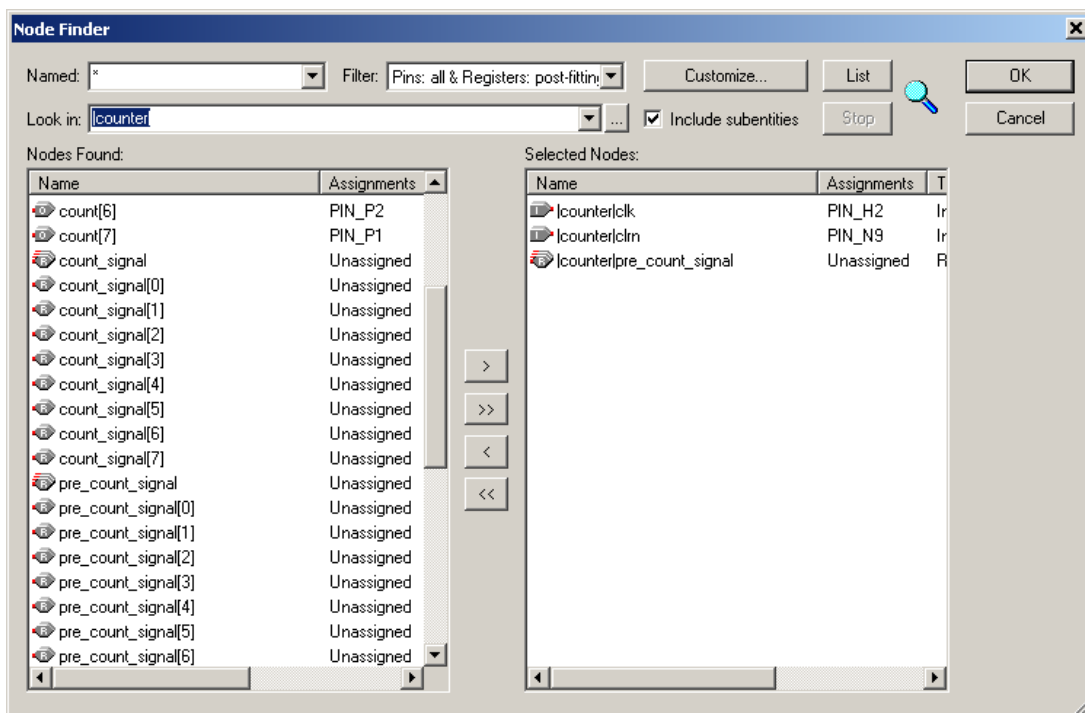 Node Finder
Named: * Filter: Pins: all & Registers: post-fitting Customize... List OK
Look in: |counter ... Include subentities Stop Cancel
Nodes Found: Selected Nodes:
Name Assignments Name Assignments T
count[6] PIN_P2 |counter|clk PIN_H2 Ir
count[7] PIN_P1 |counter|clrn PIN_N9 Ir
count_signal Unassigned |counter|pre_count_signal Unassigned R
count_signal[0] Unassigned
count_signal[1] Unassigned
count_signal[2] Unassigned
count_signal[3] Unassigned
count_signal[4] Unassigned
count_signal[5] Unassigned
count_signal[6] Unassigned
count_signal[7] Unassigned
pre_count_signal Unassigned
pre_count_signal[0] Unassigned
pre_count_signal[1] Unassigned
pre_count_signal[2] Unassigned
pre_count_signal[3] Unassigned
pre_count_signal[4] Unassigned
pre_count_signal[5] Unassigned
pre_count_signal[6] Unassigned
>
>>
<
<<